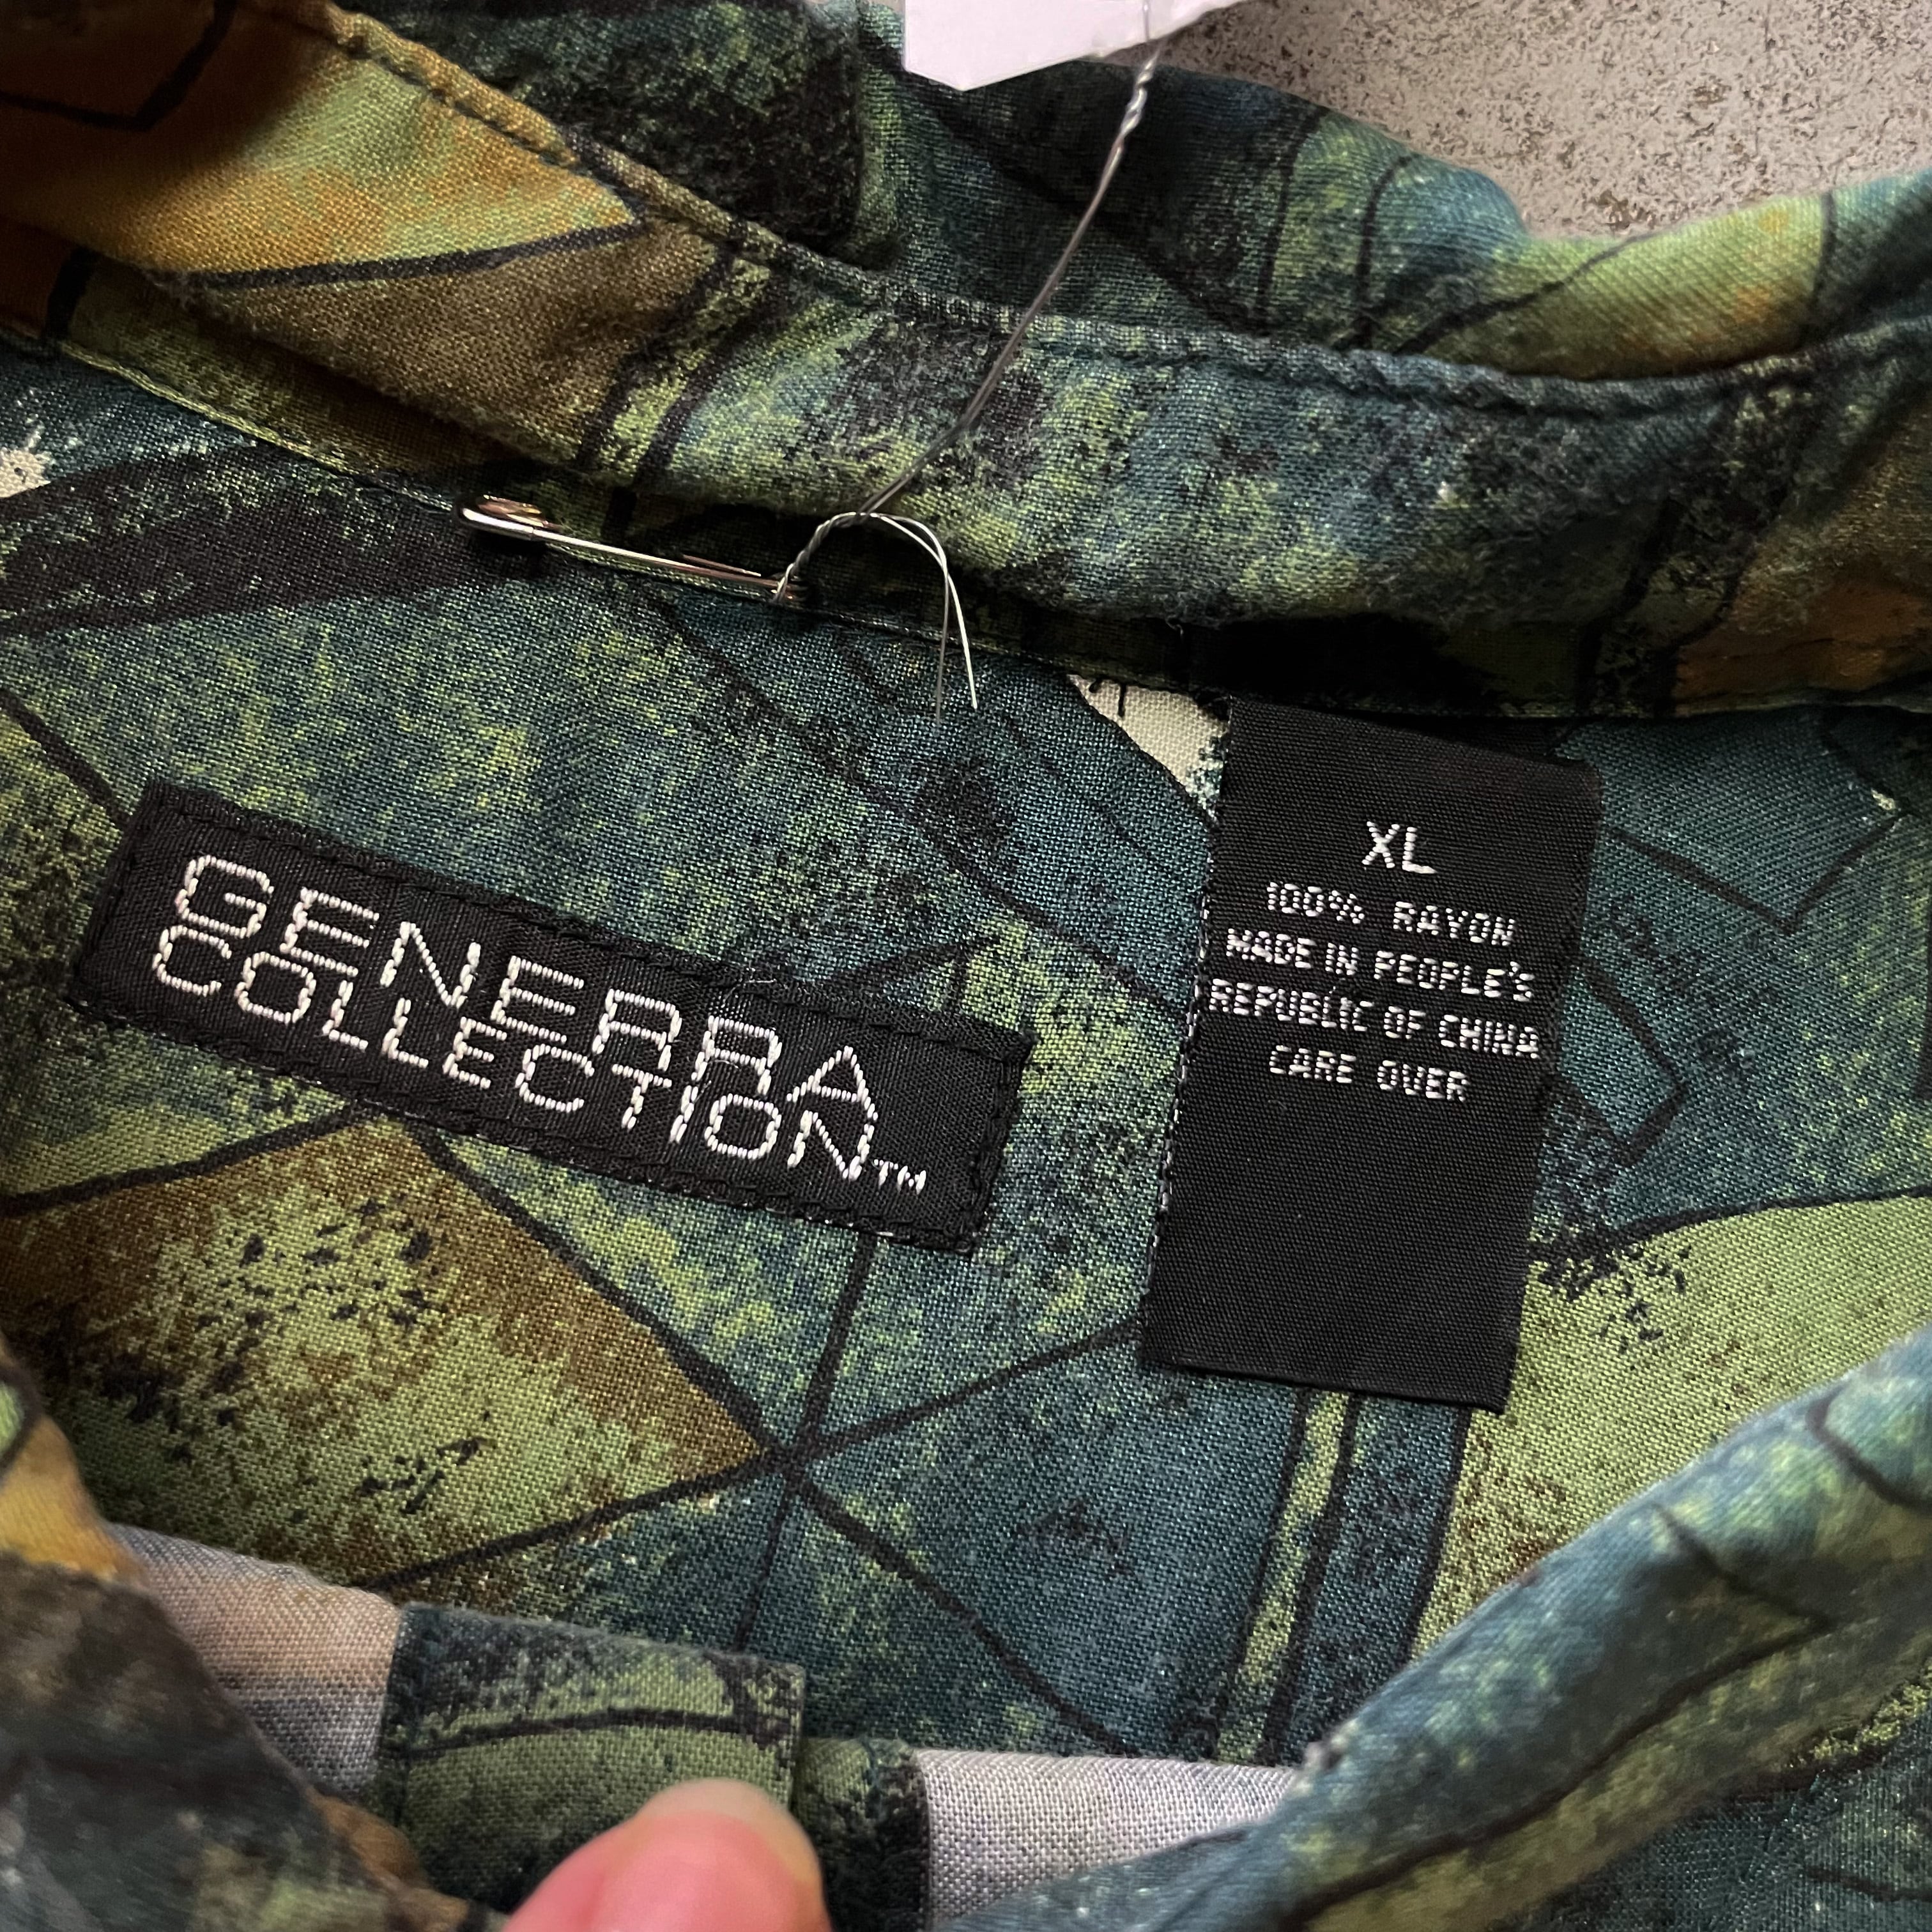 GENERRA
COLLECTION™
XL
100% RAYON
MADE IN PEOPLE'S
REPUBLIC OF CHINA
CARE OVER